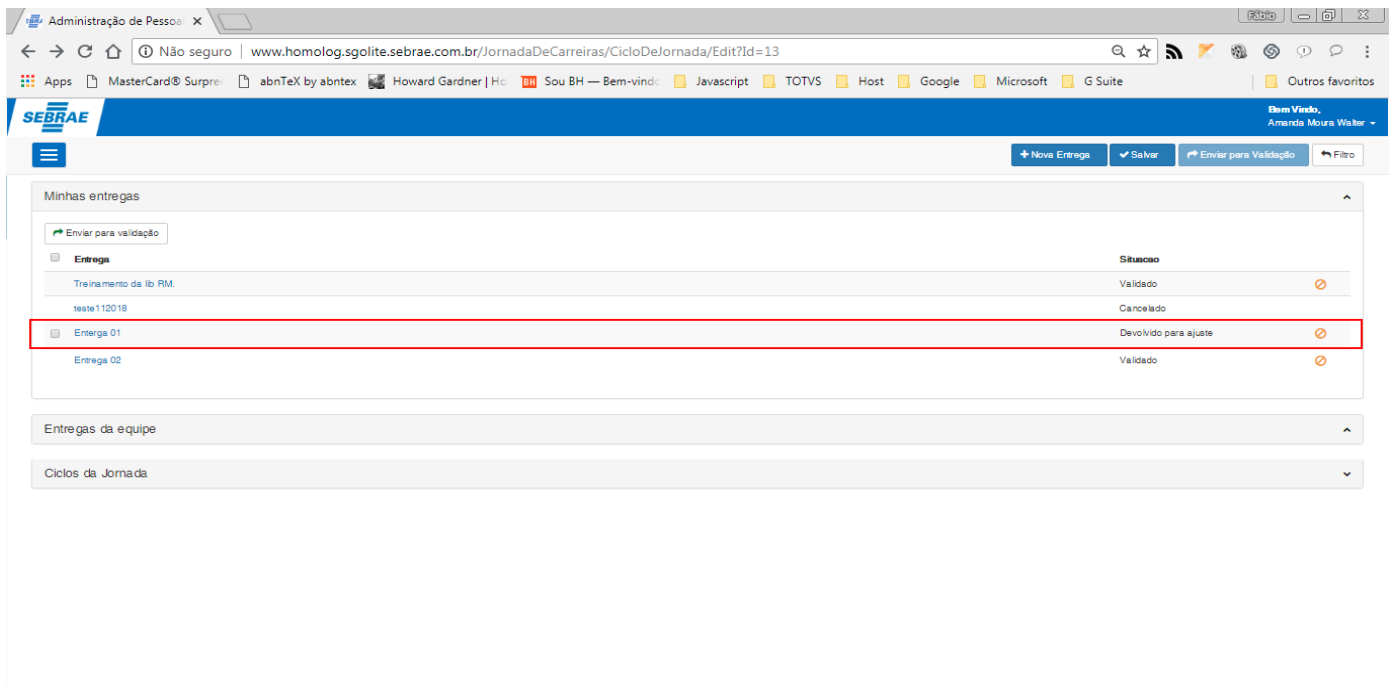 Administração de Pessoal
Fábio
Não seguro | www.homolog.sgolite.sebrae.com.br/JornadaDeCarreiras/CicloDeJornada/Edit?Id=13
Apps MasterCard® Surpre abnTeX by abntex Howard Gardner | Ho BH Sou BH — Bem-vindo Javascript TOTVS Host Google Microsoft G Suite Outros favoritos
SEBRAE
Bem Vindo,
Amanda Moura Walter
Nova Entrega Salvar Enviar para Validação Filtro
Minhas entregas
Enviar para validação
Entrega Situacao
Treinamento da lib RM. Validado
teste112018 Cancelado
Enterga 01 Devolvido para ajuste
Entrega 02 Validado
Entregas da equipe
Ciclos da Jornada